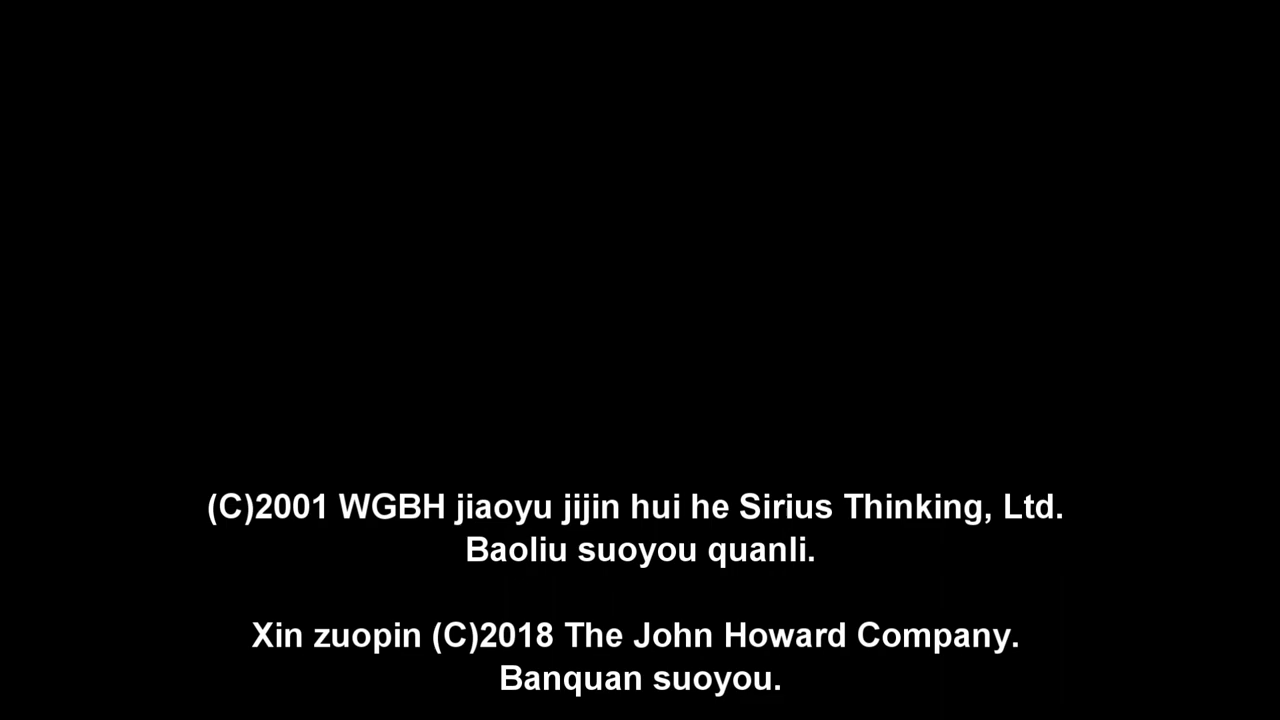 (C)2001 WGBH jiaoyu jijin hui he Sirius Thinking, Ltd.
Baoliu suoyou quanli.
Xin zuopin (C)2018 The John Howard Company.
Banquan suoyou.